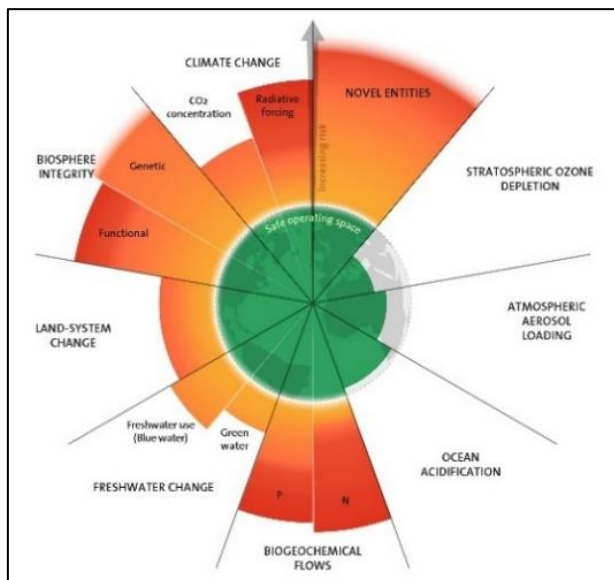 CLIMATE CHANGE
CO2
concentration
Radiative
forcing
Increasing risk
NOVEL ENTITIES
STRATOSPHERIC OZONE
DEPLETION
ATMOSPHERIC
AEROSOL
LOADING
OCEAN
ACIDIFICATION
BIOGEOCHEMICAL
FLOWS
P
N
FRESHWATER CHANGE
Freshwater use
(Blue water)
Green
water
LAND-SYSTEM
CHANGE
BIOSPHERE
INTEGRITY
Genetic
Functional
Safe operating space